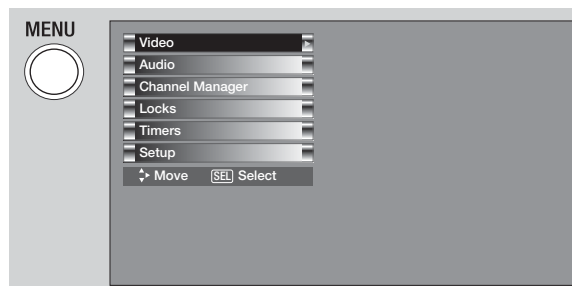 MENU
Video
Audio
Channel Manager
Locks
Timers
Setup
Move SEL Select